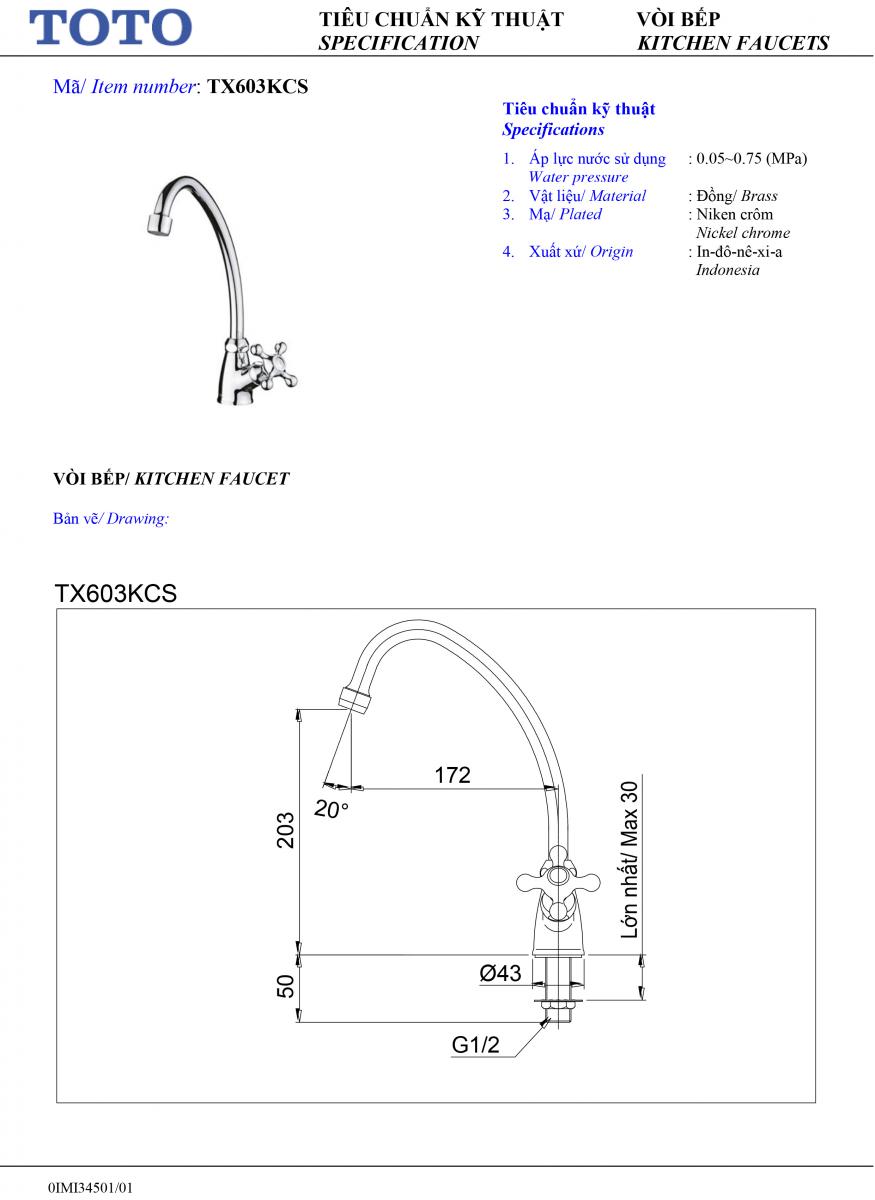 TOTO
TIÊU CHUẨN KỸ THUẬT
SPECIFICATION
VÒI BẾP
KITCHEN FAUCETS
Mã/ Item number: TX603KCS
Tiêu chuẩn kỹ thuật
Specifications
1. Áp lực nước sử dụng : 0.05~0.75 (MPa)
Water pressure
2. Vật liệu/ Material : Đồng/ Brass
3. Mạ/ Plated : Niken crôm
Nickel chrome
4. Xuất xứ/ Origin : In-đô-nê-xi-a
Indonesia
VÒI BẾP/ KITCHEN FAUCET
Bản vẽ/ Drawing:
TX603KCS
172
20°
203
Lớn nhất/ Max 30
50
Ø43
G1/2
0IMI34501/01